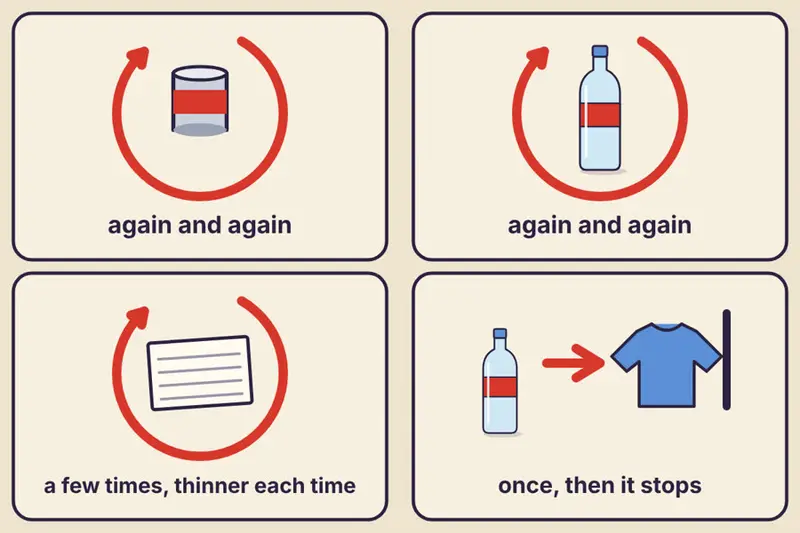 again and again
again and again
a few times, thinner each time
once, then it stops